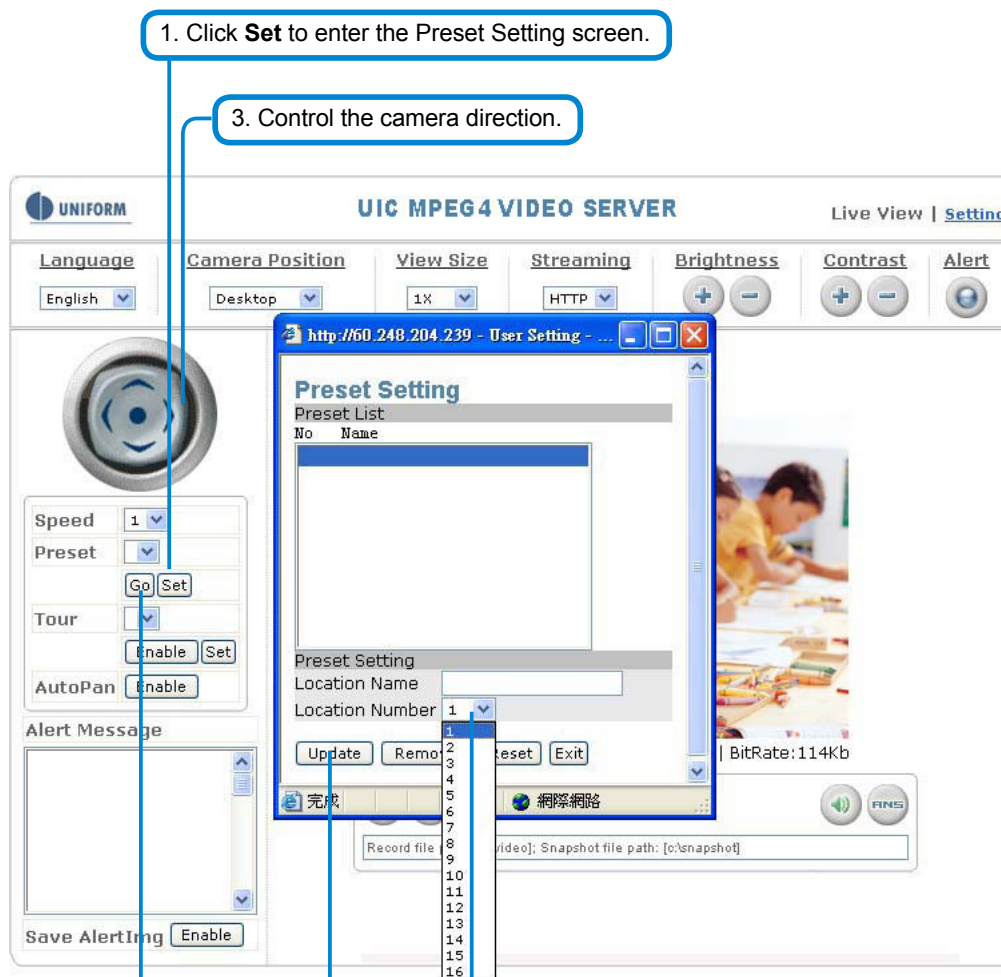 1. Click Set to enter the Preset Setting screen.
3. Control the camera direction.
UNIFORM
UIC MPEG4 VIDEO SERVER
Live View | Setting
Language Camera Position View Size Streaming Brightness Contrast Alert
English Desktop 1X HTTP
http://60.248.204.239 - User Setting - ...
Preset Setting
Preset List
No Name
Speed 1
Preset
Go Set
Tour
Enable Set
AutoPan Enable
Preset Setting
Location Name
Location Number 1
Update Exit
1
2
3
4
5
6
7
8
9
10
11
12
13
14
15
16
完成 網際網路
| BitRate:114Kb
ANS
Record file Snapshot file path: [c:\snapshot]
Alert Message
Save AlertImg Enable